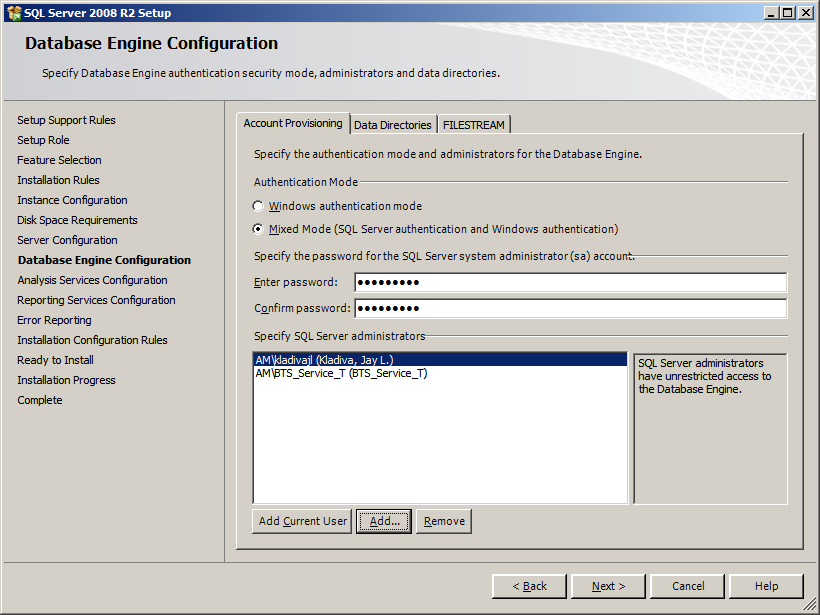 SQL Server 2008 R2 Setup
Database Engine Configuration
Specify Database Engine authentication security mode, administrators and data directories.
Setup Support Rules
Setup Role
Feature Selection
Installation Rules
Instance Configuration
Disk Space Requirements
Server Configuration
Database Engine Configuration
Analysis Services Configuration
Reporting Services Configuration
Error Reporting
Installation Configuration Rules
Ready to Install
Installation Progress
Complete
Account Provisioning Data Directories FILESTREAM
Specify the authentication mode and administrators for the Database Engine.
Authentication Mode
Windows authentication mode
Mixed Mode (SQL Server authentication and Windows authentication)
Specify the password for the SQL Server system administrator (sa) account.
Enter password: ●●●●●●●●●
Confirm password: ●●●●●●●●●
Specify SQL Server administrators
AM\kladivajl (Kladiva, Jay L.)
AM\BTS_Service_T (BTS_Service_T)
SQL Server administrators
have unrestricted access to
the Database Engine.
Add Current User Add... Remove
< Back Next > Cancel Help